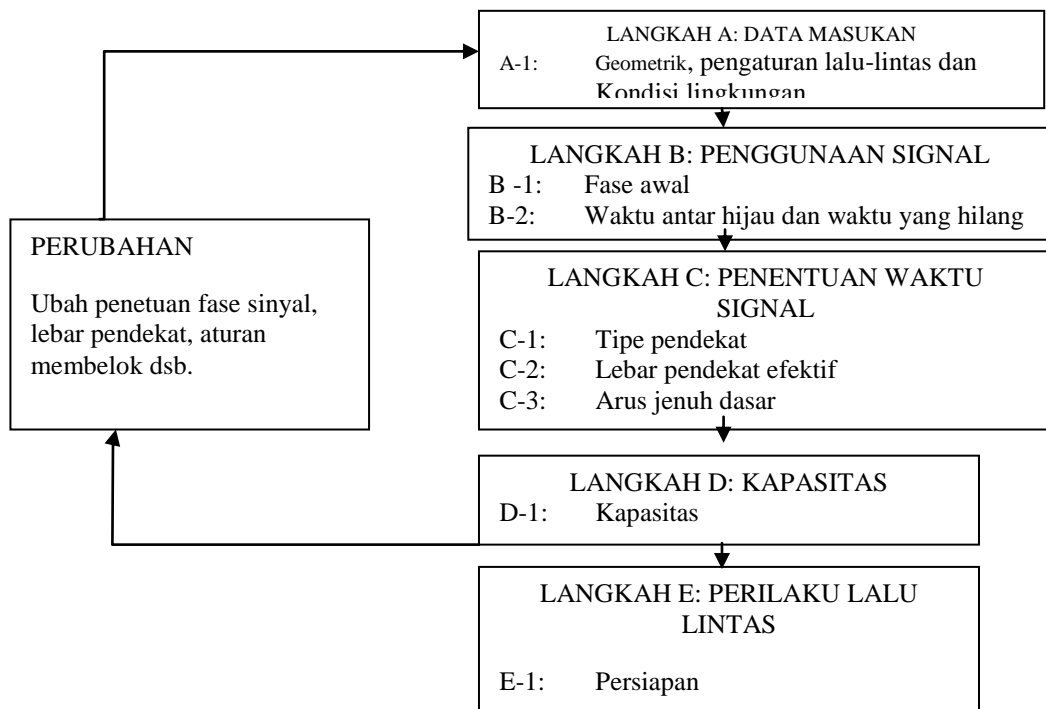 LANGKAH A: DATA MASUKAN
A-1: Geometrik, pengaturan lalu-lintas dan
Kondisi lingkungan
LANGKAH B: PENGGUNAAN SIGNAL
B -1: Fase awal
B-2: Waktu antar hijau dan waktu yang hilang
PERUBAHAN
Ubah penetuan fase sinyal,
lebar pendekat, aturan
membelok dsb.
LANGKAH C: PENENTUAN WAKTU
SIGNAL
C-1: Tipe pendekat
C-2: Lebar pendekat efektif
C-3: Arus jenuh dasar
LANGKAH D: KAPASITAS
D-1: Kapasitas
LANGKAH E: PERILAKU LALU
LINTAS
E-1: Persiapan